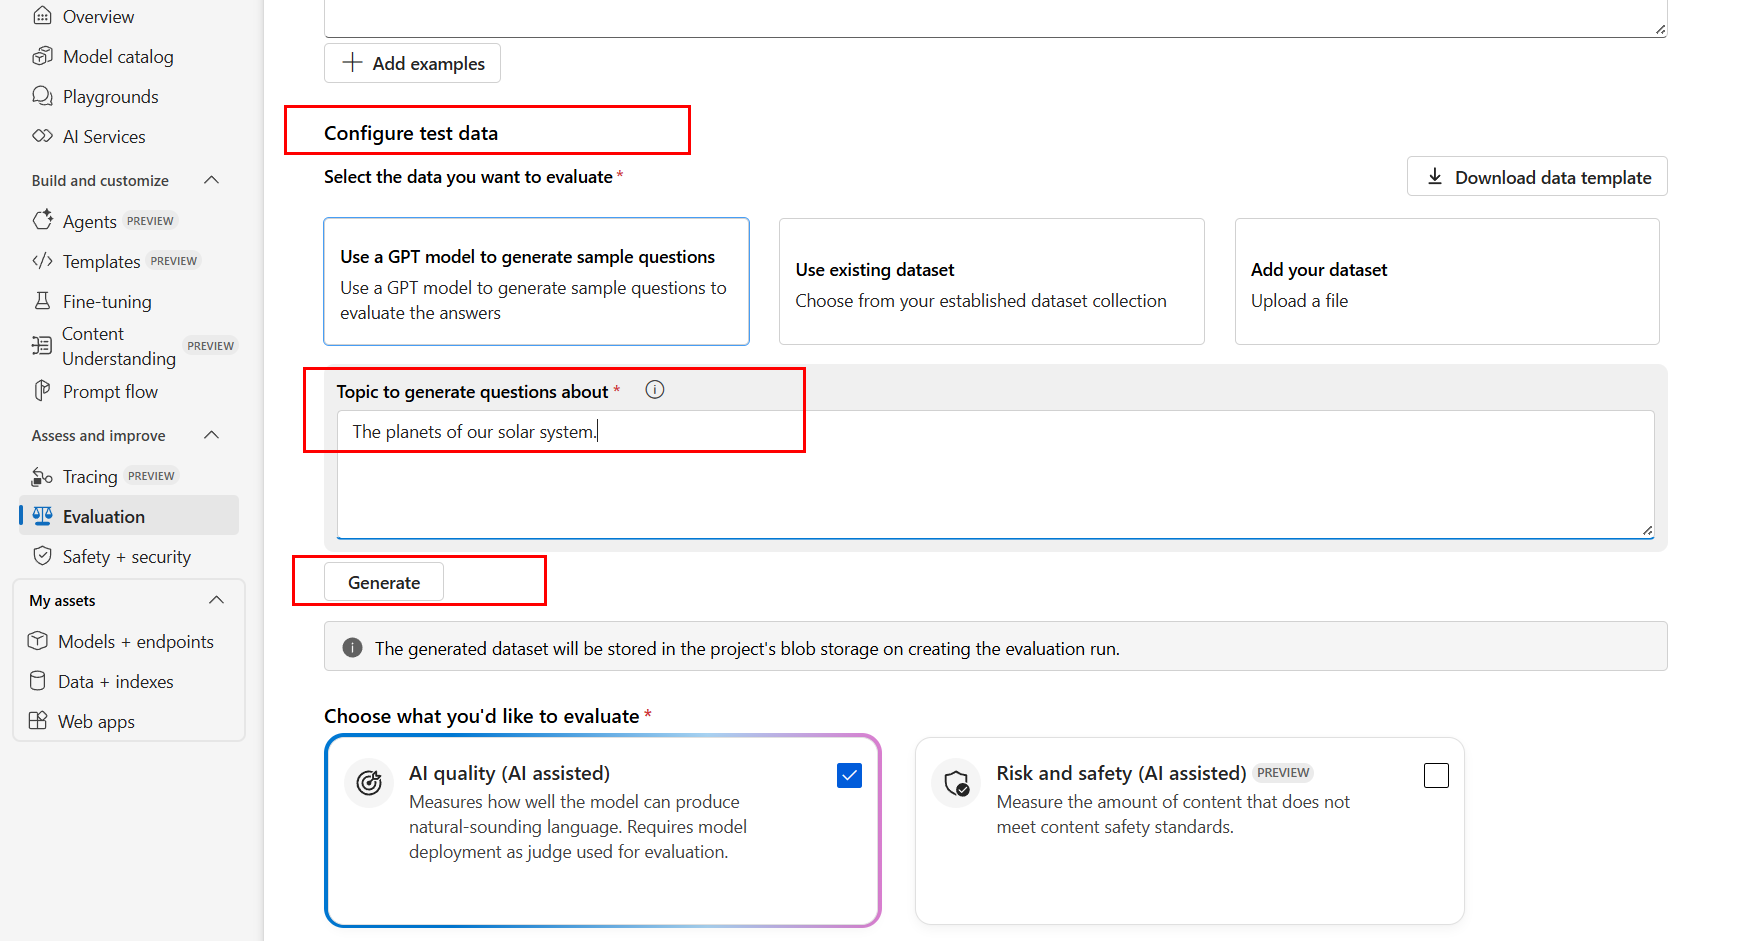 Overview
Model catalog
Playgrounds
AI Services
Build and customize
Agents PREVIEW
Templates PREVIEW
Fine-tuning
Content
Understanding PREVIEW
Prompt flow
Assess and improve
Tracing PREVIEW
Evaluation
Safety + security
My assets
Models + endpoints
Data + indexes
Web apps
Add examples
Configure test data
Select the data you want to evaluate *
Download data template
Use a GPT model to generate sample questions
Use a GPT model to generate sample questions to
evaluate the answers
Use existing dataset
Choose from your established dataset collection
Add your dataset
Upload a file
Topic to generate questions about *
The planets of our solar system.
Generate
The generated dataset will be stored in the project's blob storage on creating the evaluation run.
Choose what you'd like to evaluate *
AI quality (AI assisted)
Measures how well the model can produce
natural-sounding language. Requires model
deployment as judge used for evaluation.
Risk and safety (AI assisted) PREVIEW
Measure the amount of content that does not
meet content safety standards.